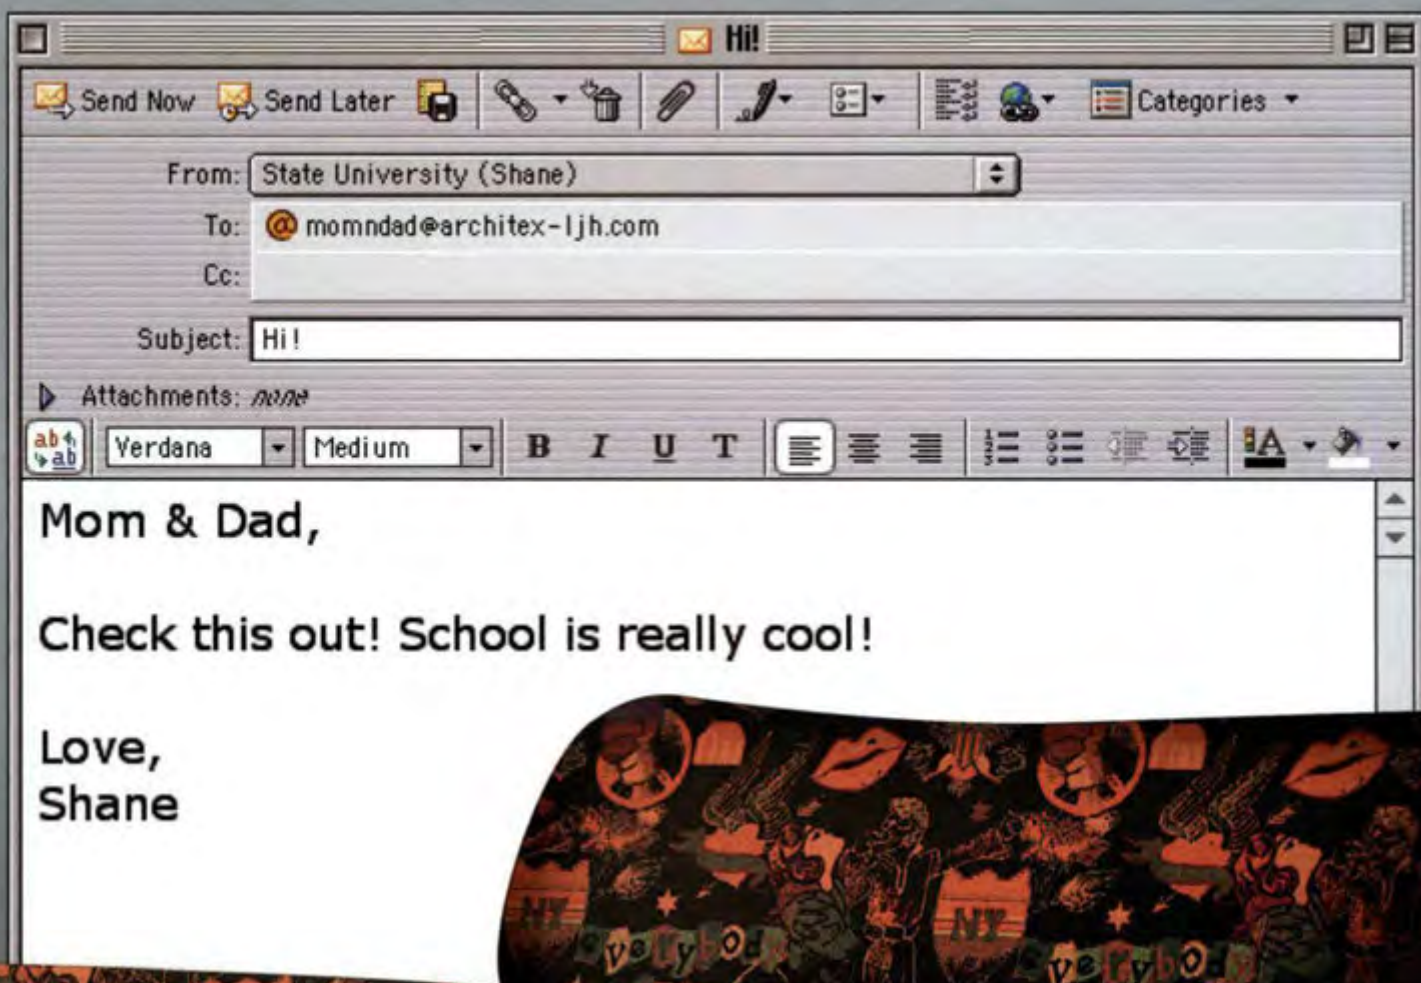 Hi!
Send Now Send Later Categories
From: State University (Shane)
To: momndad@architex-ljh.com
Cc:
Subject: Hi!
Attachments: none
Verdana Medium B I U T
Mom & Dad,
Check this out! School is really cool!
Love,
Shane
NY NY
everybody everybody